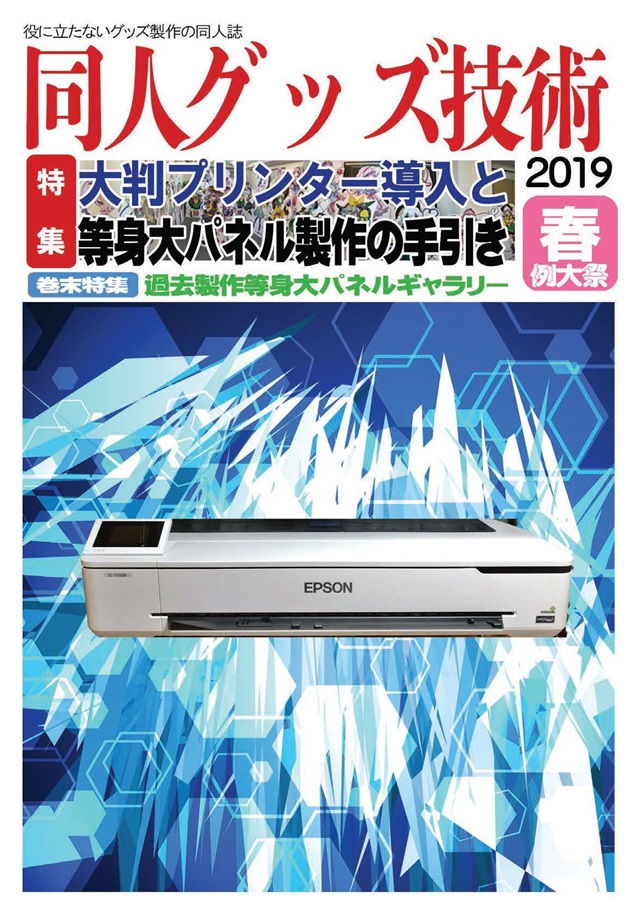 役に立たないグッズ製作の同人誌
同人グッズ技術
特集
大判プリンター導入と
等身大パネル製作の手引き
2019
春
例大祭
巻末特集
過去製作等身大パネルギャラリー
EPSON